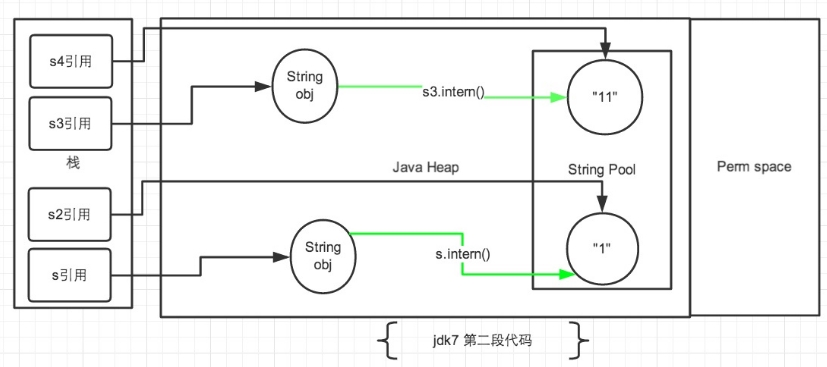 s4引用
s3引用
栈
s2引用
s引用
String
obj
s3.intern()
"11"
Java Heap
String Pool
String
obj
s.intern()
"1"
Perm space
jdk7 第二段代码